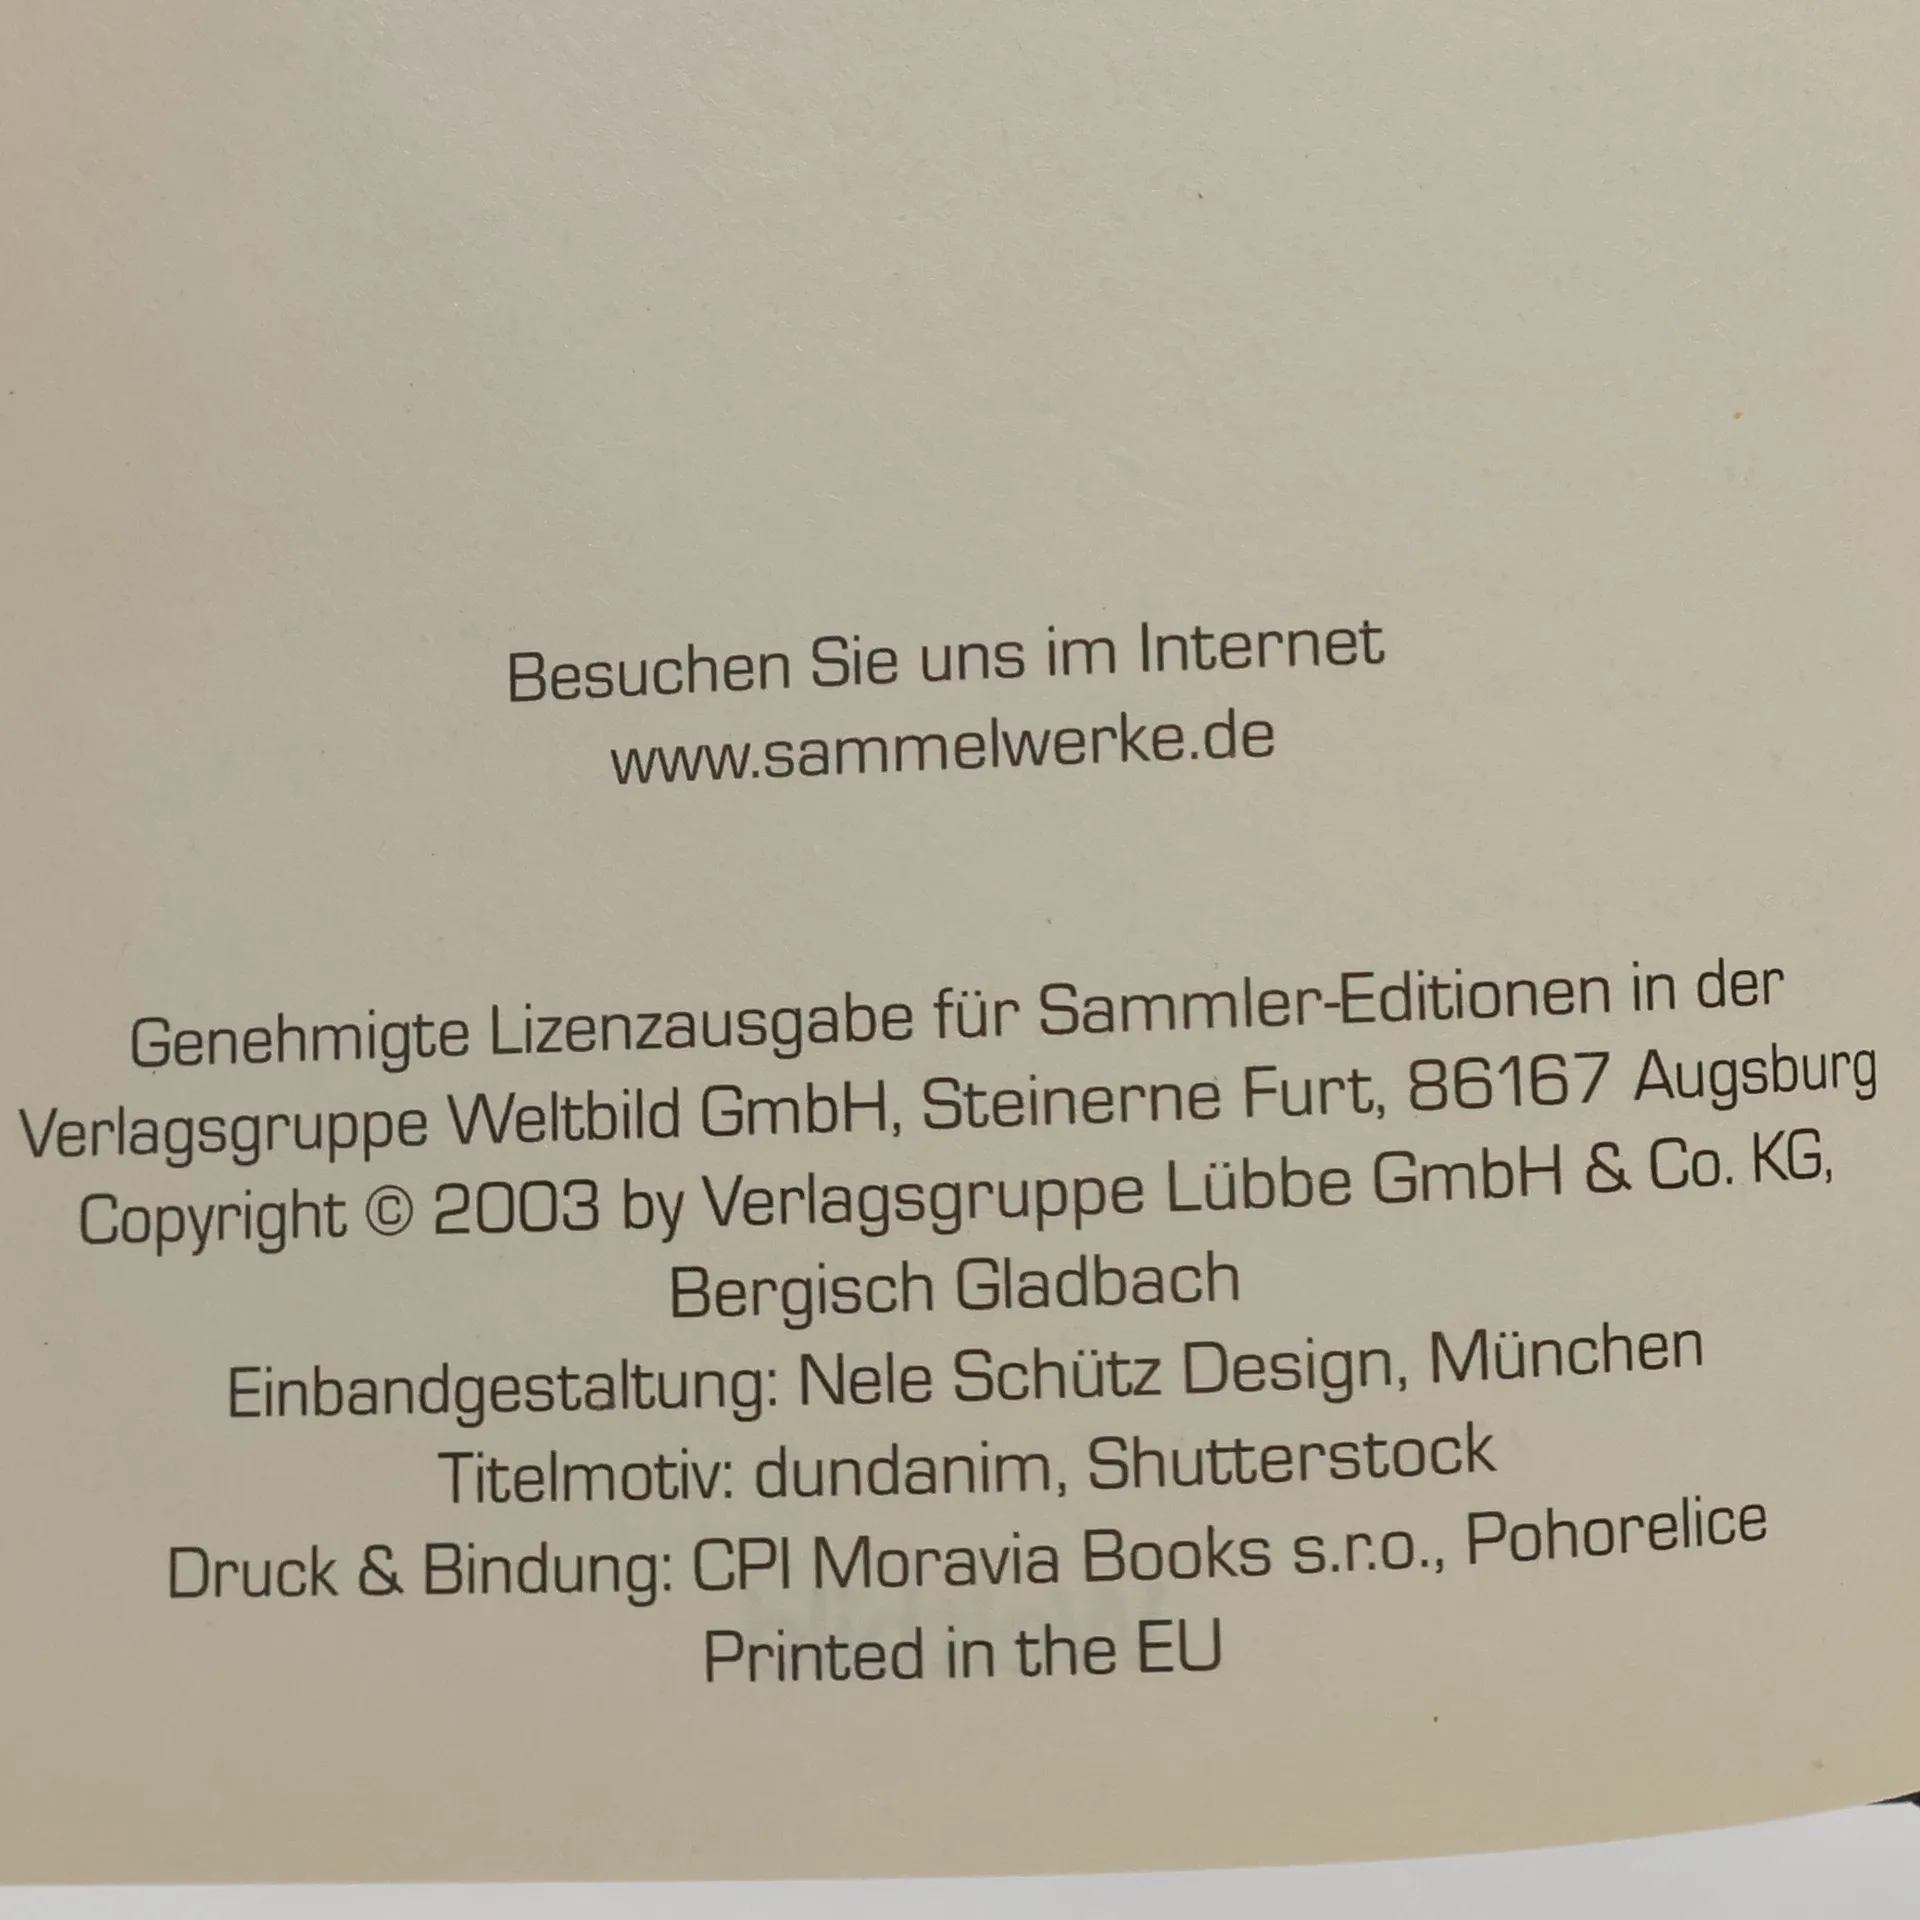 Besuchen Sie uns im Internet
www.sammelwerke.de
Genehmigte Lizenzausgabe für Sammler-Editionen in der
Verlagsgruppe Weltbild GmbH, Steinerne Furt, 86167 Augsburg
Copyright © 2003 by Verlagsgruppe Lübbe GmbH & Co. KG,
Bergisch Gladbach
Einbandgestaltung: Nele Schütz Design, München
Titelmotiv: dundanim, Shutterstock
Druck & Bindung: CPI Moravia Books s.r.o., Pohorelice
Printed in the EU